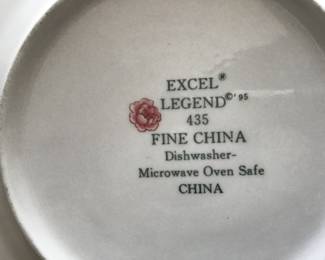 EXCEL®
LEGEND©'95
435
FINE CHINA
Dishwasher-
Microwave Oven Safe
CHINA